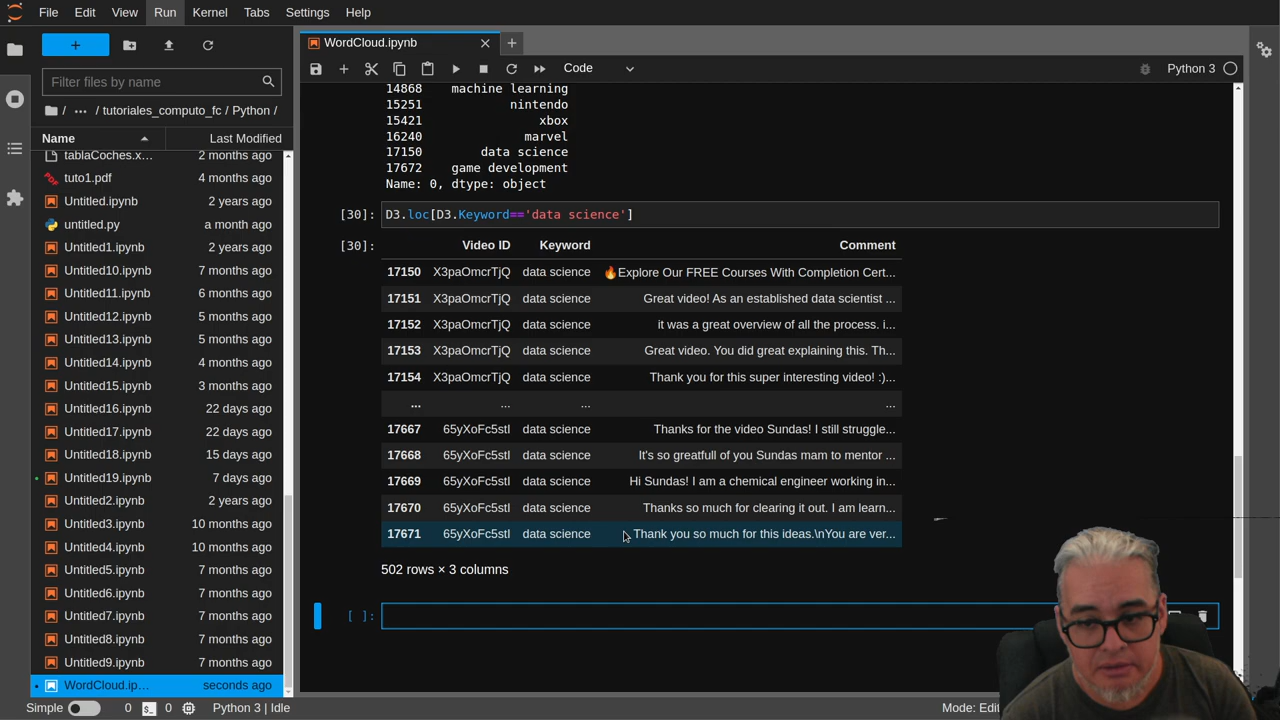 File Edit View Run Kernel Tabs Settings Help
WordCloud.ipynb
Code
Python 3
Filter files by name
/ ... / tutoriales_computo_fc / Python /
Name Last Modified
tablaCoches.x... 2 months ago
tuto1.pdf 4 months ago
Untitled.ipynb 2 years ago
untitled.py a month ago
Untitled1.ipynb 2 years ago
Untitled10.ipynb 7 months ago
Untitled11.ipynb 6 months ago
Untitled12.ipynb 5 months ago
Untitled13.ipynb 5 months ago
Untitled14.ipynb 4 months ago
Untitled15.ipynb 3 months ago
Untitled16.ipynb 22 days ago
Untitled17.ipynb 22 days ago
Untitled18.ipynb 15 days ago
Untitled19.ipynb 7 days ago
Untitled2.ipynb 2 years ago
Untitled3.ipynb 10 months ago
Untitled4.ipynb 10 months ago
Untitled5.ipynb 7 months ago
Untitled6.ipynb 7 months ago
Untitled7.ipynb 7 months ago
Untitled8.ipynb 7 months ago
Untitled9.ipynb 7 months ago
WordCloud.ip... seconds ago
14868 machine learning
15251 nintendo
15421 xbox
16240 marvel
17150 data science
17672 game development
Name: 0, dtype: object
[30]: D3.loc[D3.Keyword=='data science']
[30]: Video ID Keyword Comment
17150 X3paOmcrTjQ data science 🔥Explore Our FREE Courses With Completion Cert...
17151 X3paOmcrTjQ data science Great video! As an established data scientist ...
17152 X3paOmcrTjQ data science it was a great overview of all the process. i...
17153 X3paOmcrTjQ data science Great video. You did great explaining this. Th...
17154 X3paOmcrTjQ data science Thank you for this super interesting video! :)...
... ... ... ...
17667 65yXoFc5stI data science Thanks for the video Sundas! I still struggle...
17668 65yXoFc5stI data science It's so greatfull of you Sundas mam to mentor ...
17669 65yXoFc5stI data science Hi Sundas! I am a chemical engineer working in...
17670 65yXoFc5stI data science Thanks so much for clearing it out. I am learn...
17671 65yXoFc5stI data science Thank you so much for this ideas.\nYou are ver...
502 rows × 3 columns
[ ]:
Simple 0 0 Python 3 | Idle Mode: Edi